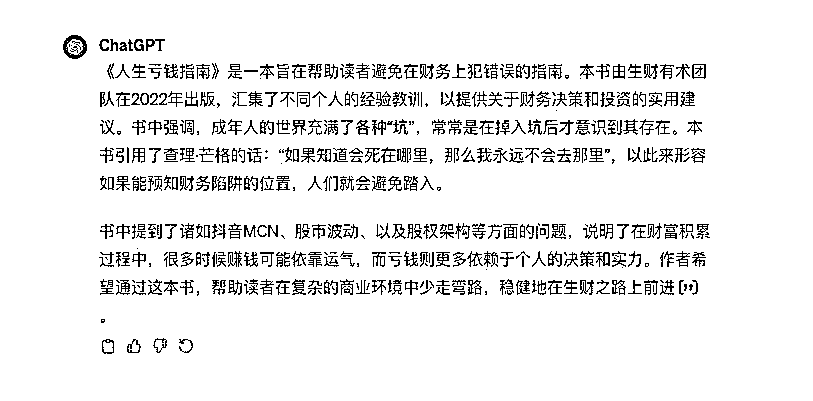 ChatGPT
《人生亏钱指南》是一本旨在帮助读者避免在财务上犯错误的指南。本书由生财有术团
队在2022年出版，汇集了不同个人的经验教训，以提供关于财务决策和投资的实用建
议。书中强调，成年人的世界充满了各种“坑”，常常是在掉入坑后才意识到其存在。本
书引用了查理·芒格的话：“如果知道会死在哪里，那么我永远不会去那里”，以此来形容
如果能预知财务陷阱的位置，人们就会避免踏入。
书中提到了诸如抖音MCN、股市波动、以及股权架构等方面的问题，说明了在财富积累
过程中，很多时候赚钱可能依靠运气，而亏钱则更多依赖于个人的决策和实力。作者希
望通过这本书，帮助读者在复杂的商业环境中少走弯路，稳健地在生财之路上前进 [”]
。